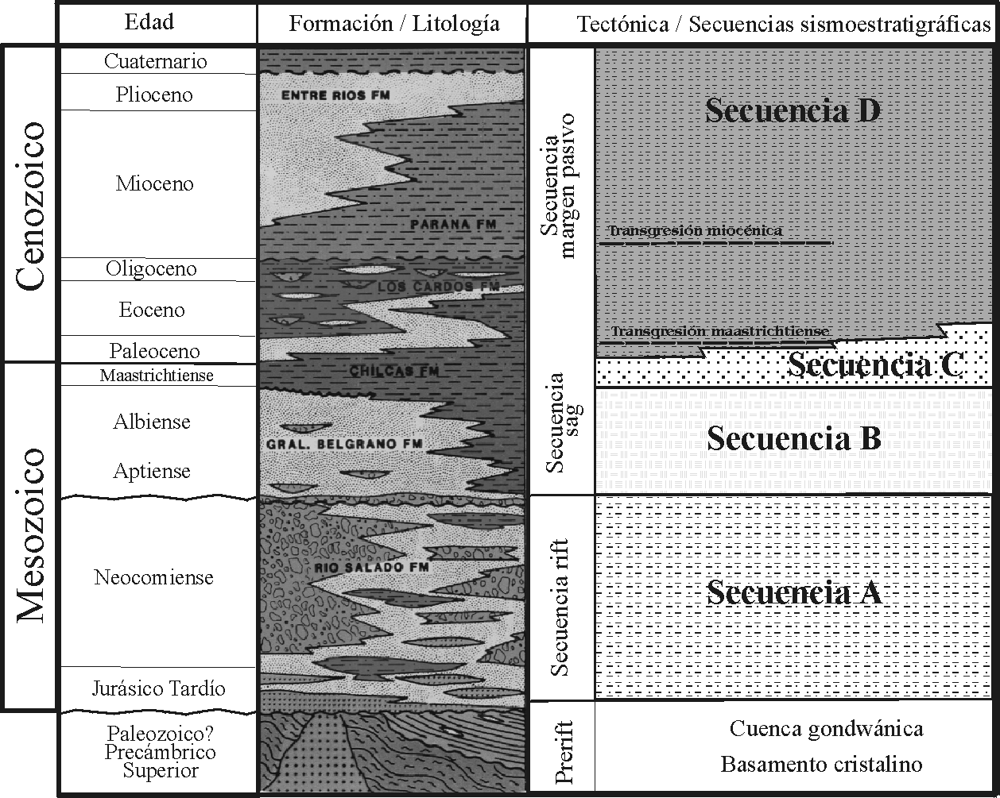 Edad
Formación / Litología
Tectónica / Secuencias sismoestratigráficas
Cenozoico
Mesozoico
Cuaternario
Plioceno
Mioceno
Oligoceno
Eoceno
Paleoceno
Maastrichtiense
Albiense
Aptiense
Neocomiense
Jurásico Tardío
Paleozoico?
Precámbrico
Superior
ENTRE RIOS FM
PARANA FM
LOS CARDOS FM
CHILCAS FM
GRAL. BELGRANO FM
RIO SALADO FM
Secuencia
margen pasivo
Secuencia
sag
Secuencia rift
Prerift
Secuencia D
Transgresión miocénica
Transgresión maastrichtiense
Secuencia C
Secuencia B
Secuencia A
Cuenca gondwánica
Basamento cristalino